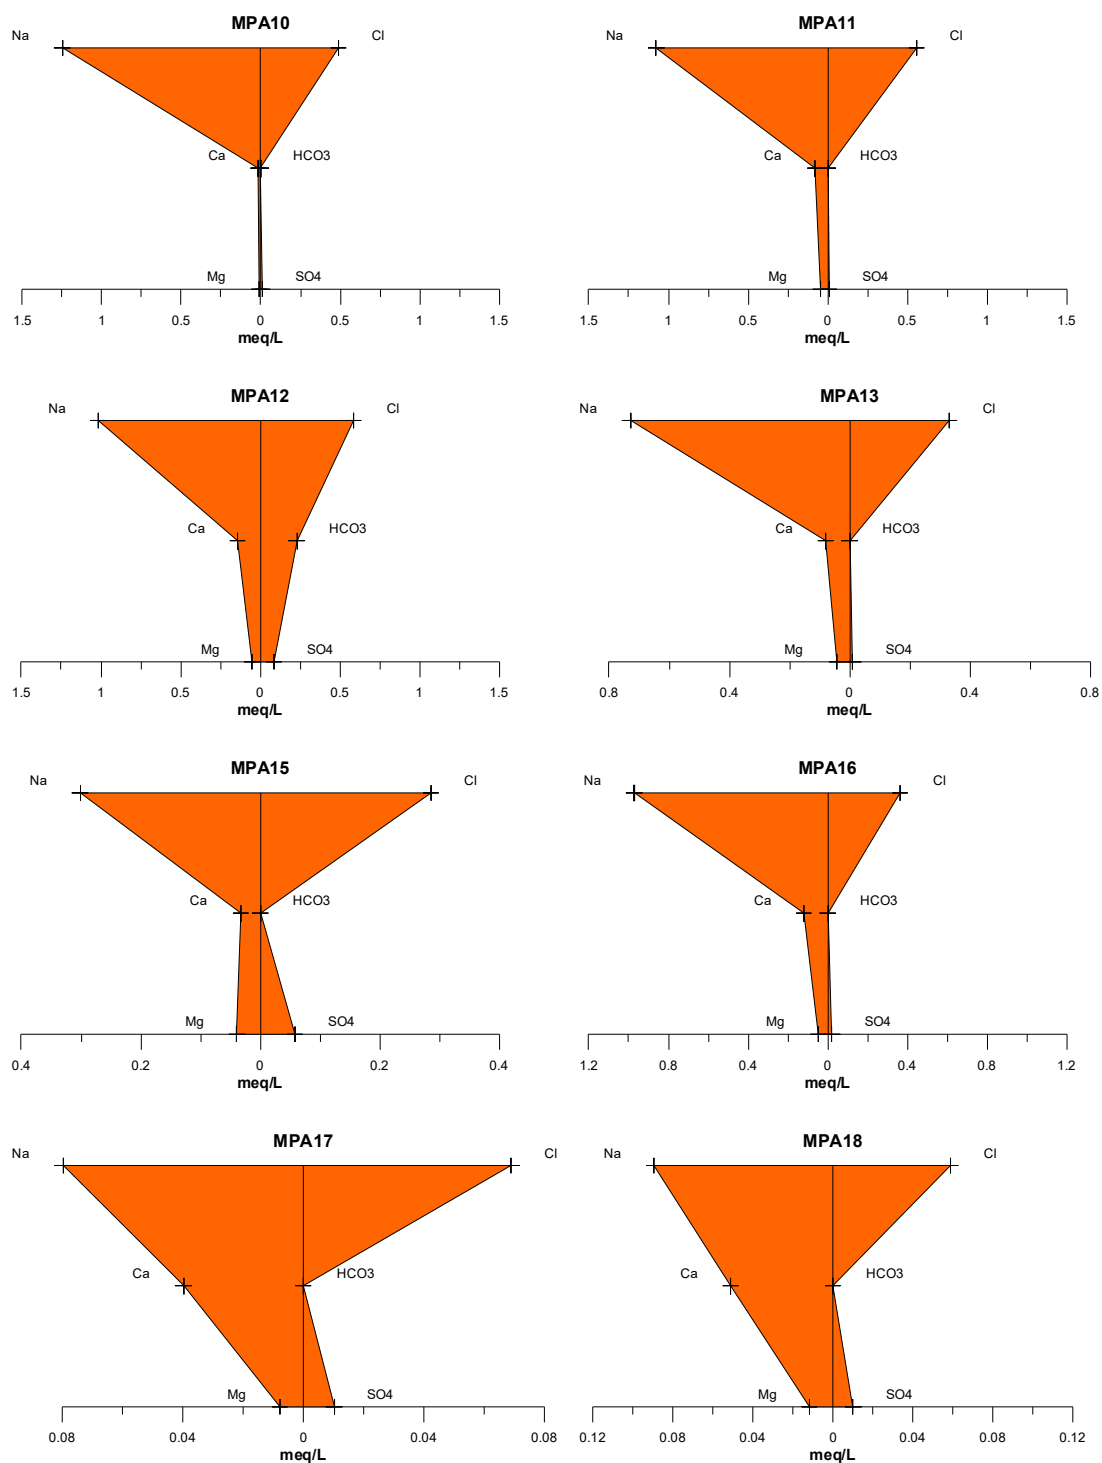 MPA10
Na Cl
Ca HCO3
Mg SO4
1.5 1 0.5 0 0.5 1 1.5
meq/L
MPA11
Na Cl
Ca HCO3
Mg SO4
1.5 1 0.5 0 0.5 1 1.5
meq/L
MPA12
Na Cl
Ca HCO3
Mg SO4
1.5 1 0.5 0 0.5 1 1.5
meq/L
MPA13
Na Cl
Ca HCO3
Mg SO4
0.8 0.4 0 0.4 0.8
meq/L
MPA15
Na Cl
Ca HCO3
Mg SO4
0.4 0.2 0 0.2 0.4
meq/L
MPA16
Na Cl
Ca HCO3
Mg SO4
1.2 0.8 0.4 0 0.4 0.8 1.2
meq/L
MPA17
Na Cl
Ca HCO3
Mg SO4
0.08 0.04 0 0.04 0.08
meq/L
MPA18
Na Cl
Ca HCO3
Mg SO4
0.12 0.08 0.04 0 0.04 0.08 0.12
meq/L